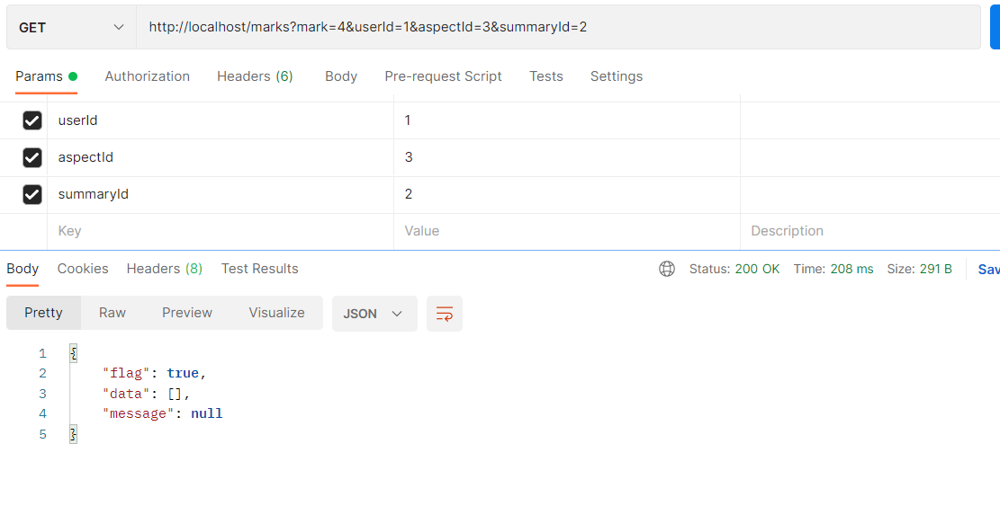 GET http://localhost/marks?mark=4&userId=1&aspectId=3&summaryId=2
Params Authorization Headers (6) Body Pre-request Script Tests Settings
userId 1
aspectId 3
summaryId 2
Key Value Description
Body Cookies Headers (8) Test Results Status: 200 OK Time: 208 ms Size: 291 B Sav
Pretty Raw Preview Visualize JSON
1 {
2 "flag": true,
3 "data": [],
4 "message": null
5 }